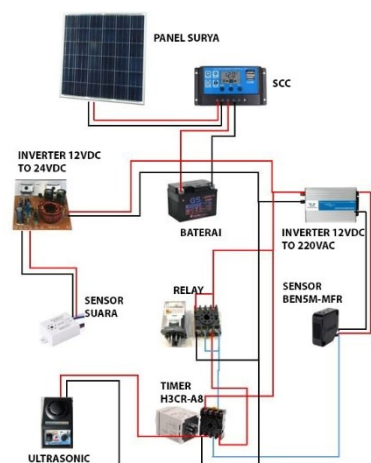 PANEL SURYA
SCC
INVERTER 12VDC
TO 24VDC
BATERAI
INVERTER 12VDC
TO 220VAC
SENSOR
SUARA
RELAY
SENSOR
BEN5M-MFR
TIMER
H3CR-A8
ULTRASONIC